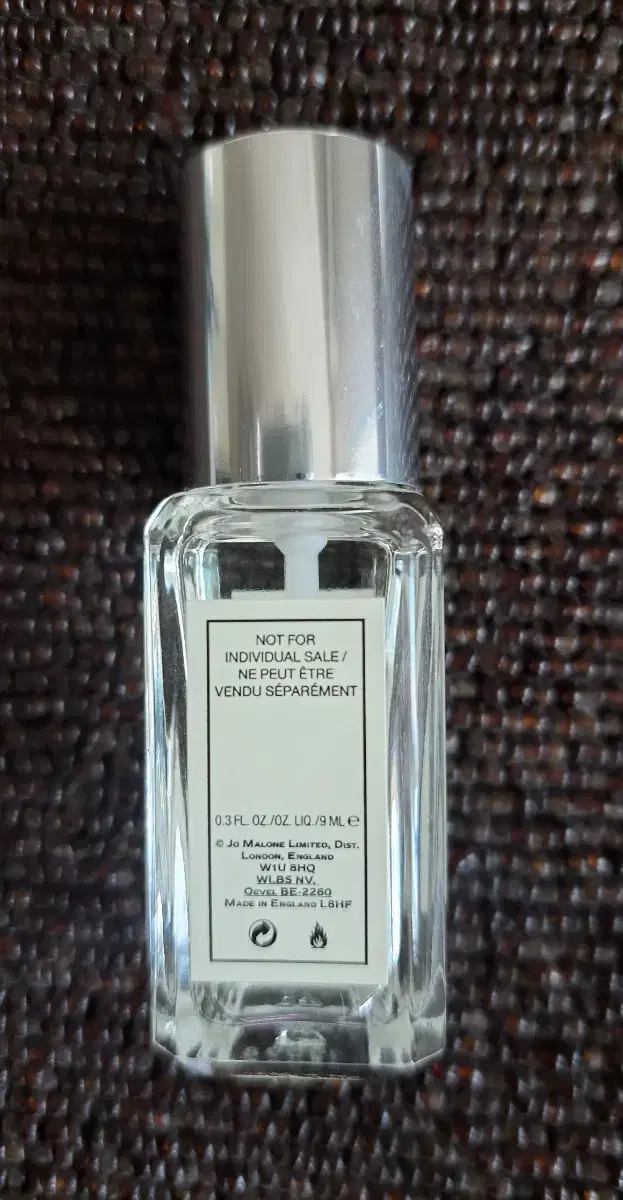 NOT FOR
INDIVIDUAL SALE /
NE PEUT ÊTRE
VENDU SÉPARÉMENT
0.3 FL. OZ./OZ. LIQ./9 ML ℮
© JO MALONE LIMITED, DIST.
LONDON, ENGLAND
W1U 8HQ
WLBS NV.
OEVEL BE-2260
MADE IN ENGLAND L8HF